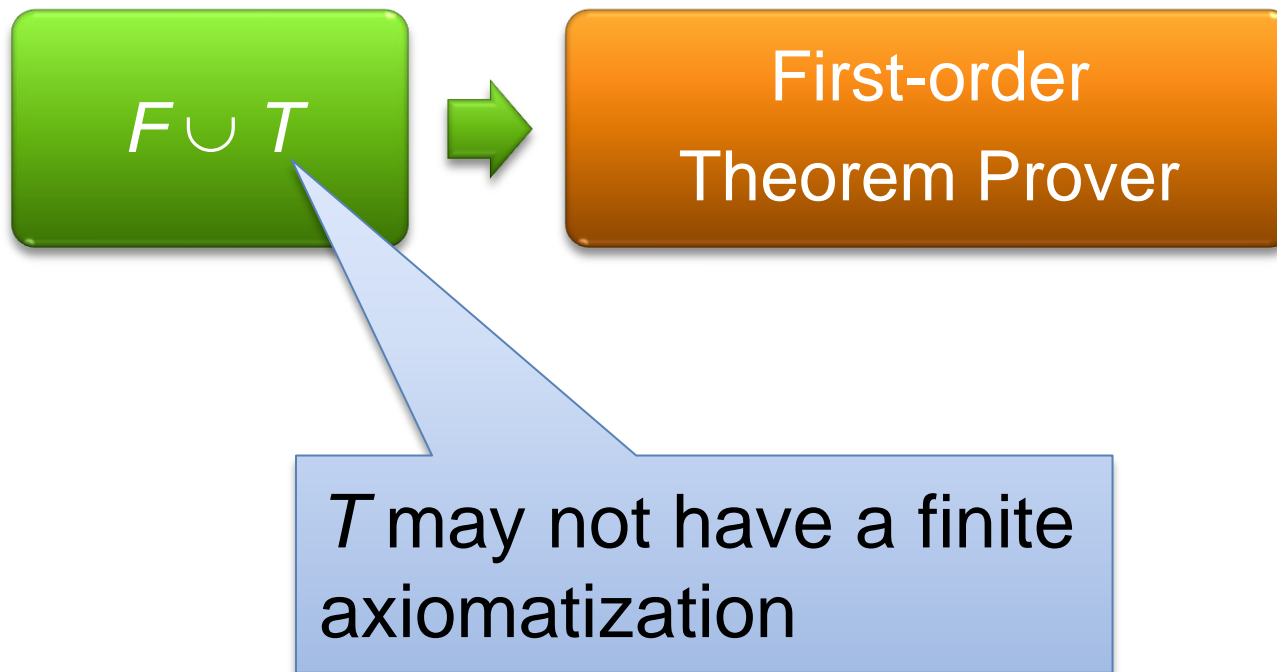 F ∪ T
First-order
Theorem Prover
T may not have a finite
axiomatization